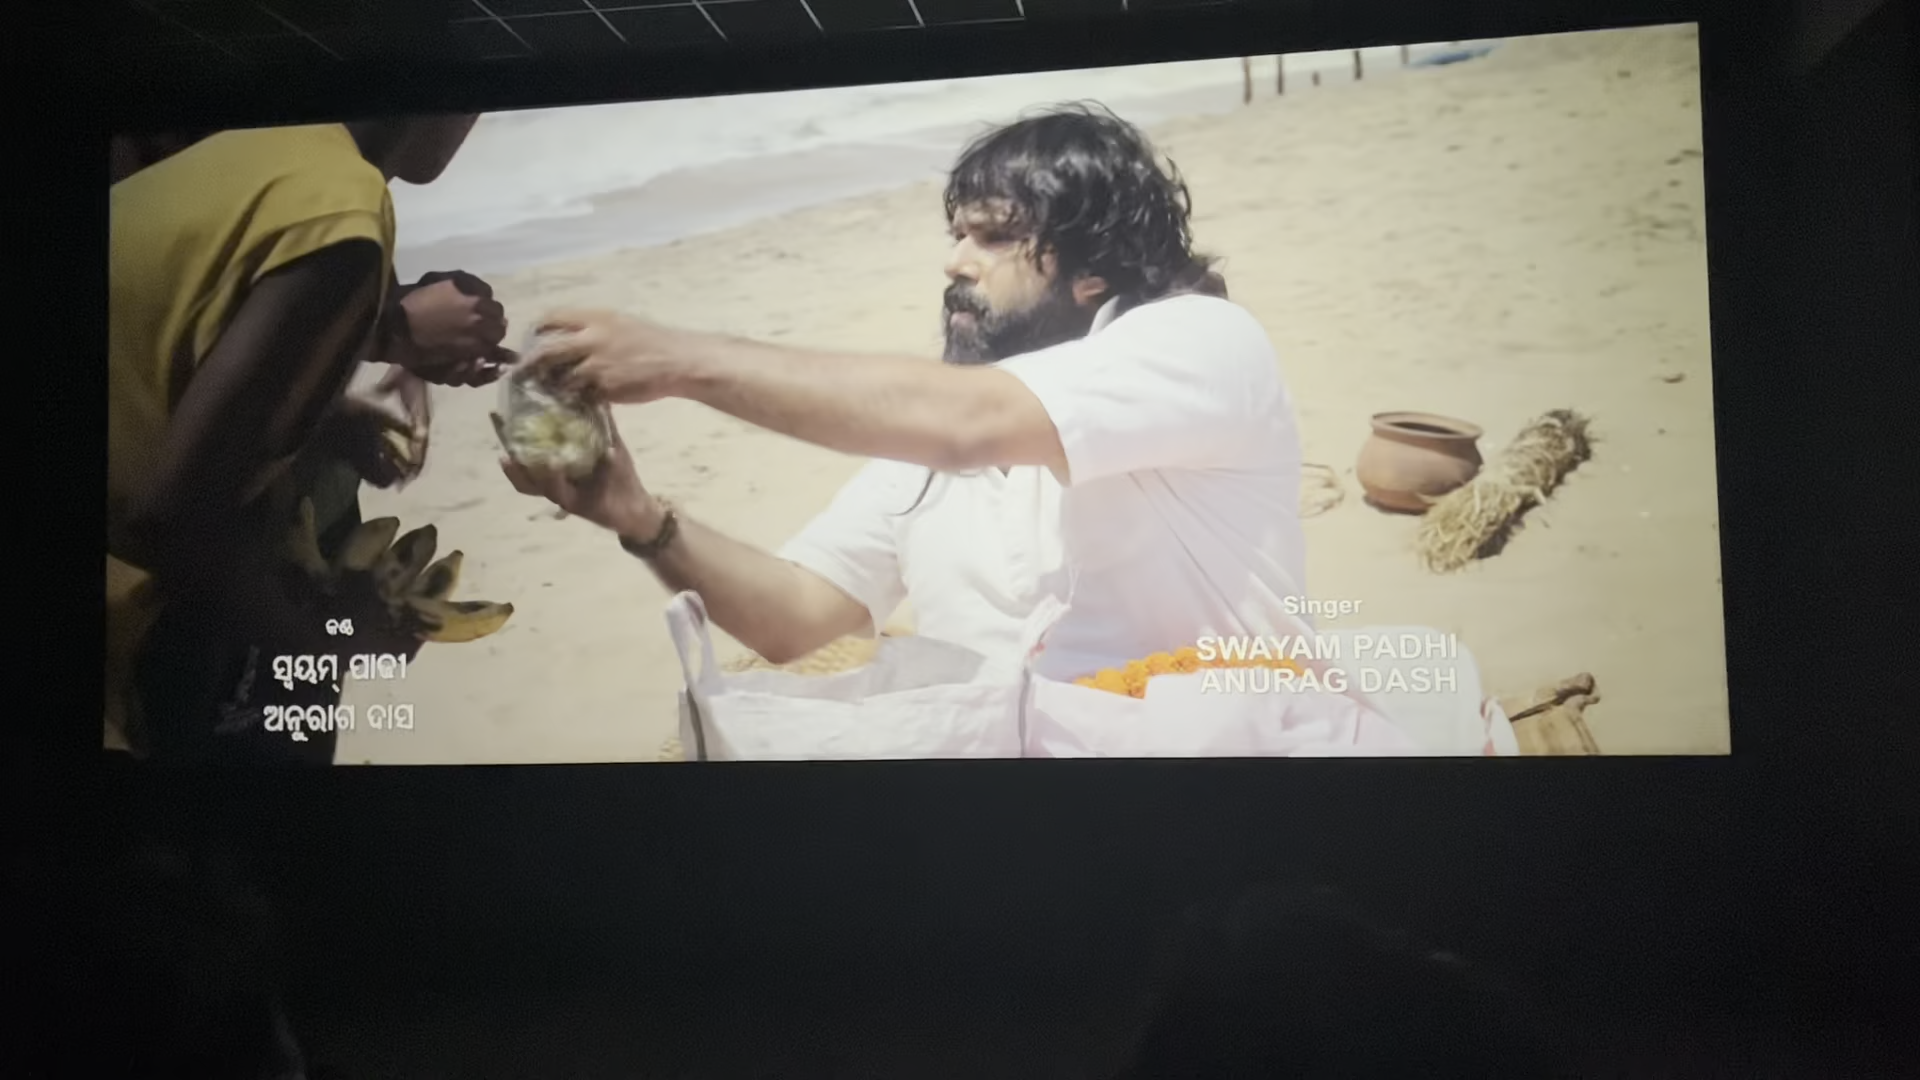 କଣ୍ଠ
ସ୍ୱୟମ୍ ପାଢୀ
ଅନୁରାଗ ଦାସ
Singer
SWAYAM PADHI
ANURAG DASH